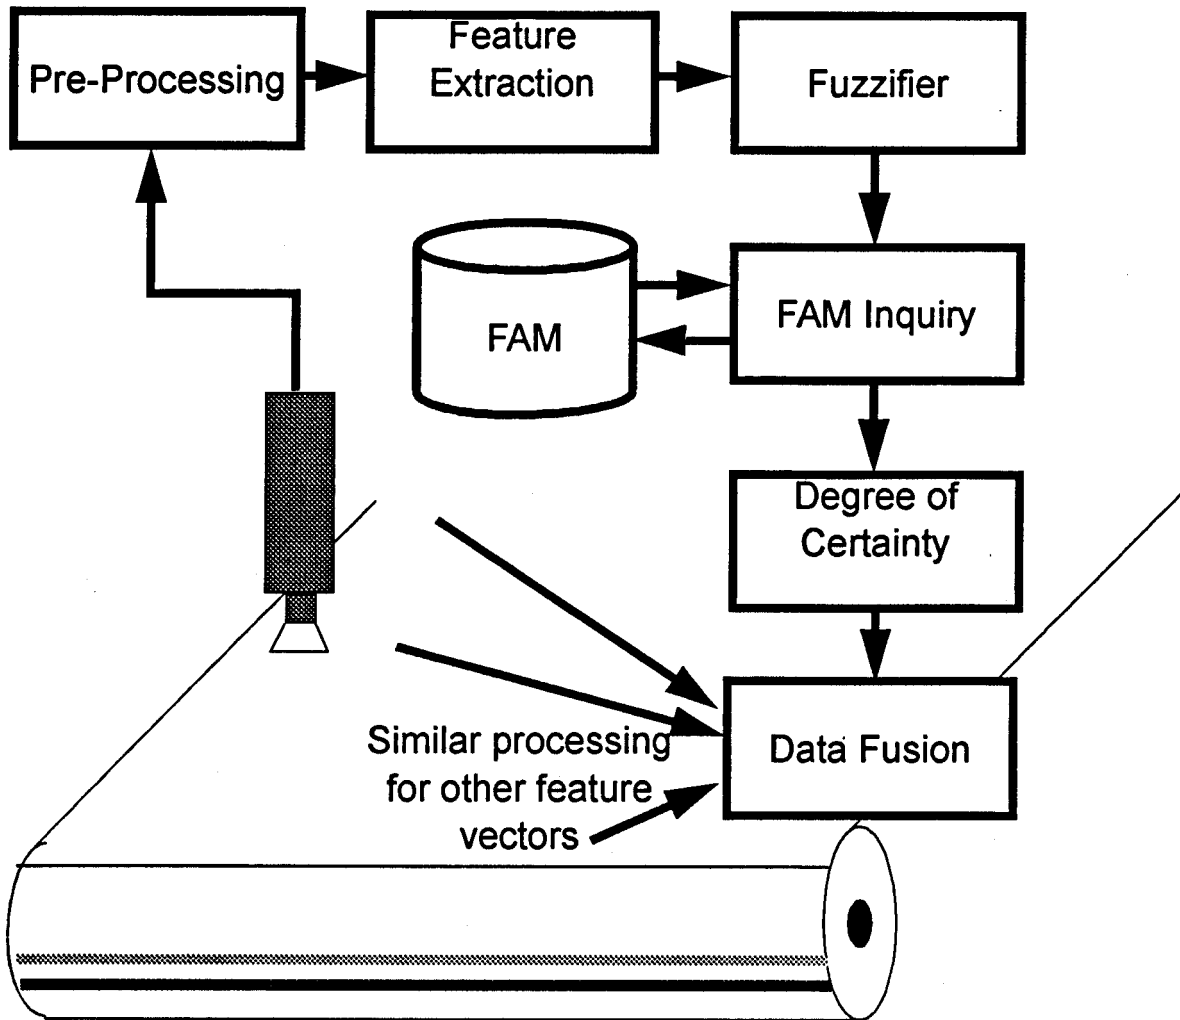 Pre-Processing
Feature
Extraction
Fuzzifier
FAM
FAM Inquiry
Degree of
Certainty
Similar processing
for other feature
vectors
Data Fusion